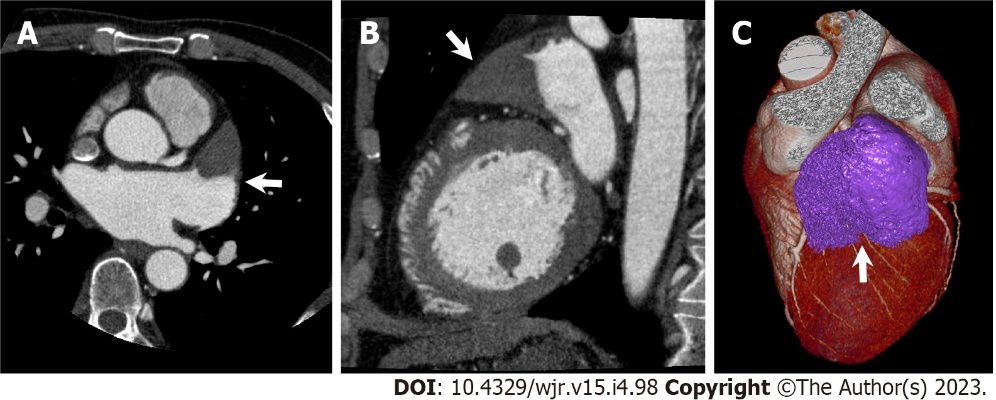 A
B
C
DOI: 10.4329/wjr.v15.i4.98 Copyright ©The Author(s) 2023.